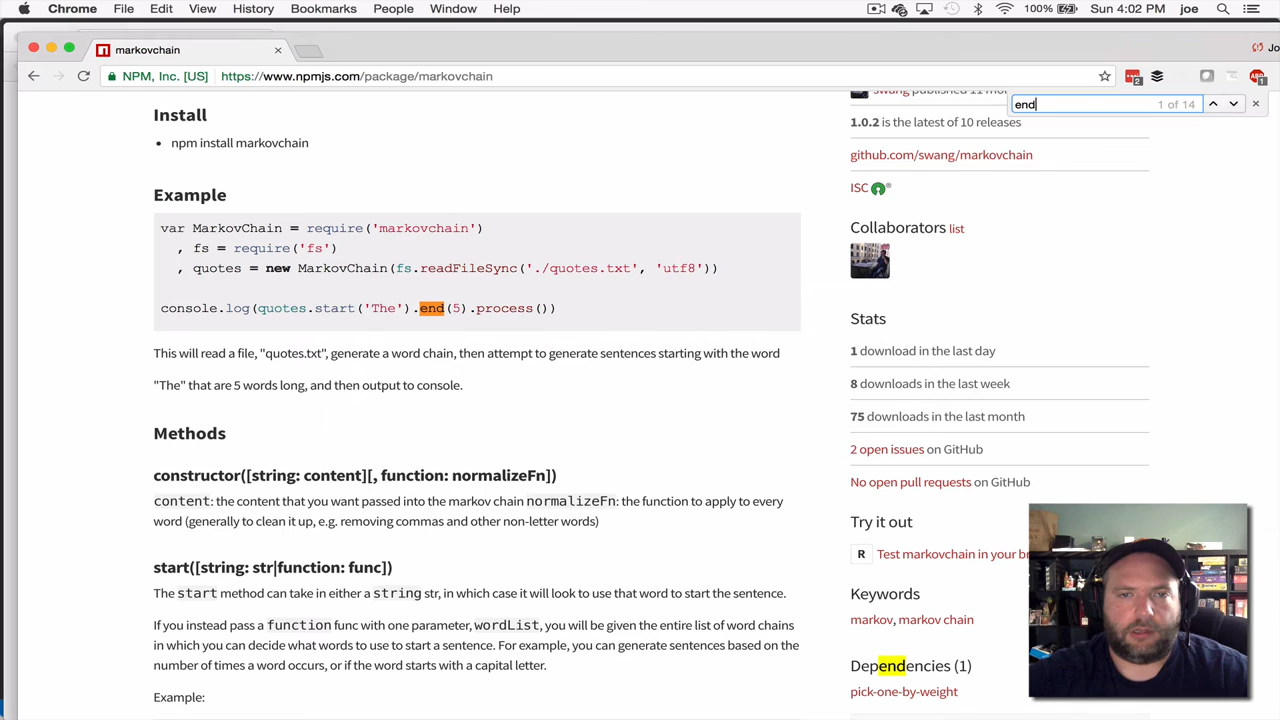 Chrome File Edit View History Bookmarks People Window Help 100% Sun 4:02 PM joe
markovchain
NPM, Inc. [US] https://www.npmjs.com/package/markovchain
end 1 of 14
Install
npm install markovchain
Example
var MarkovChain = require('markovchain')
, fs = require('fs')
, quotes = new MarkovChain(fs.readFileSync('./quotes.txt', 'utf8'))
console.log(quotes.start('The').end(5).process())
This will read a file, "quotes.txt", generate a word chain, then attempt to generate sentences starting with the word
"The" that are 5 words long, and then output to console.
Methods
constructor([string: content][, function: normalizeFn])
content: the content that you want passed into the markov chain normalizeFn: the function to apply to every
word (generally to clean it up, e.g. removing commas and other non-letter words)
start([string: str|function: func])
The start method can take in either a string str, in which case it will look to use that word to start the sentence.
If you instead pass a function func with one parameter, wordList, you will be given the entire list of word chains
in which you can decide what words to use to start a sentence. For example, you can generate sentences based on the
number of times a word occurs, or if the word starts with a capital letter.
Example:
swang published 11
1.0.2 is the latest of 10 releases
github.com/swang/markovchain
ISC
Collaborators list
Stats
1 download in the last day
8 downloads in the last week
75 downloads in the last month
2 open issues on GitHub
No open pull requests on GitHub
Try it out
R Test markovchain in your
Keywords
markov, markov chain
Dependencies (1)
pick-one-by-weight